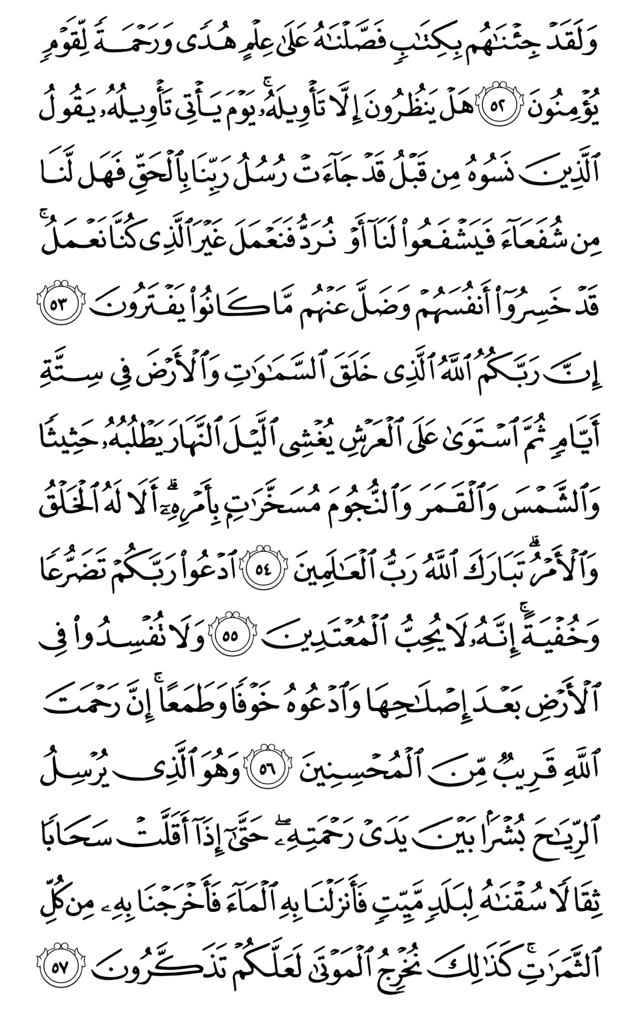 وَلَقَدۡ جِئۡنَٰهُم بِكِتَٰبٖ فَصَّلۡنَٰهُ عَلَىٰ عِلۡمٍ هُدٗى وَرَحۡمَةٗ لِّقَوۡمٖ
يُؤۡمِنُونَ ٥٢ هَلۡ يَنظُرُونَ إِلَّا تَأۡوِيلَهُۥۚ يَوۡمَ يَأۡتِي تَأۡوِيلُهُۥ يَقُولُ
ٱلَّذِينَ نَسُوهُ مِن قَبۡلُ قَدۡ جَآءَتۡ رُسُلُ رَبِّنَا بِٱلۡحَقِّ فَهَل لَّنَا
مِن شُفَعَآءَ فَيَشۡفَعُواْ لَنَآ أَوۡ نُرَدُّ فَنَعۡمَلَ غَيۡرَ ٱلَّذِي كُنَّا نَعۡمَلُۚ
قَدۡ خَسِرُوٓاْ أَنفُسَهُمۡ وَضَلَّ عَنۡهُم مَّا كَانُواْ يَفۡتَرُونَ ٥٣
إِنَّ رَبَّكُمُ ٱللَّهُ ٱلَّذِي خَلَقَ ٱلسَّمَٰوَٰتِ وَٱلۡأَرۡضَ فِي سِتَّةِ
أَيَّامٖ ثُمَّ ٱسۡتَوَىٰ عَلَى ٱلۡعَرۡشِۖ يُغۡشِي ٱلَّيۡلَ ٱلنَّهَارَ يَطۡلُبُهُۥ حَثِيثٗا
وَٱلشَّمۡسَ وَٱلۡقَمَرَ وَٱلنُّجُومَ مُسَخَّرَٰتِۭ بِأَمۡرِهِۦٓۗ أَلَا لَهُ ٱلۡخَلۡقُ
وَٱلۡأَمۡرُۗ تَبَارَكَ ٱللَّهُ رَبُّ ٱلۡعَٰلَمِينَ ٥٤ ٱدۡعُواْ رَبَّكُمۡ تَضَرُّعٗا
وَخُفۡيَةًۚ إِنَّهُۥ لَا يُحِبُّ ٱلۡمُعۡتَدِينَ ٥٥ وَلَا تُفۡسِدُواْ فِي
ٱلۡأَرۡضِ بَعۡدَ إِصۡلَٰحِهَا وَٱدۡعُوهُ خَوۡفٗا وَطَمَعًاۚ إِنَّ رَحۡمَتَ
ٱللَّهِ قَرِيبٞ مِّنَ ٱلۡمُحۡسِنِينَ ٥٦ وَهُوَ ٱلَّذِي يُرۡسِلُ
ٱلرِّيَٰحَ بُشۡرَۢا بَيۡنَ يَدَيۡ رَحۡمَتِهِۦۖ حَتَّىٰٓ إِذَآ أَقَلَّتۡ سَحَابٗا
ثِقَالٗا سُقۡنَٰهُ لِبَلَدٖ مَّيِّتٖ فَأَنزَلۡنَا بِهِ ٱلۡمَآءَ فَأَخۡرَجۡنَا بِهِۦ مِن كُلِّ
ٱلثَّمَرَٰتِۚ كَذَٰلِكَ نُخۡرِجُ ٱلۡمَوۡتَىٰ لَعَلَّكُمۡ تَذَكَّرُونَ ٥٧